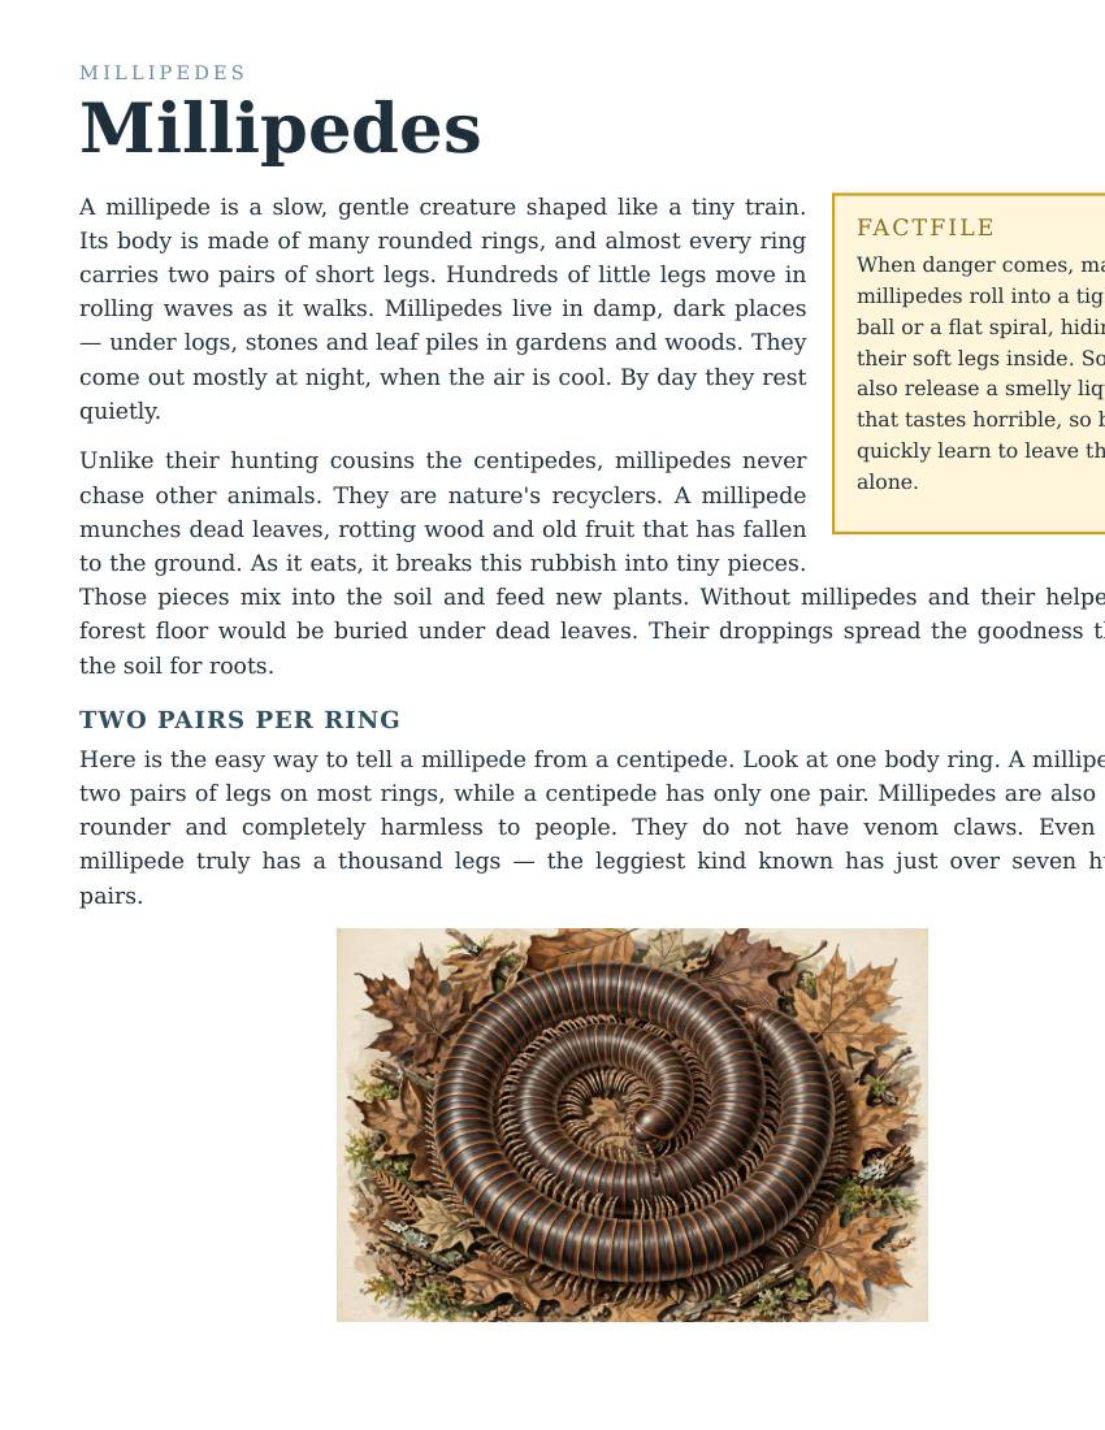 MILLIPEDES
Millipedes
A millipede is a slow, gentle creature shaped like a tiny train.
Its body is made of many rounded rings, and almost every ring
carries two pairs of short legs. Hundreds of little legs move in
rolling waves as it walks. Millipedes live in damp, dark places
— under logs, stones and leaf piles in gardens and woods. They
come out mostly at night, when the air is cool. By day they rest
quietly.
Unlike their hunting cousins the centipedes, millipedes never
chase other animals. They are nature's recyclers. A millipede
munches dead leaves, rotting wood and old fruit that has fallen
to the ground. As it eats, it breaks this rubbish into tiny pieces.
Those pieces mix into the soil and feed new plants. Without millipedes and their
forest floor would be buried under dead leaves. Their droppings spread the goodness
the soil for roots.
FACTFILE
When danger comes,
millipedes roll into a
ball or a flat spiral,
their soft legs inside.
also release a smelly
that tastes horrible, so
quickly learn to leave
alone.
TWO PAIRS PER RING
Here is the easy way to tell a millipede from a centipede. Look at one body ring. A
two pairs of legs on most rings, while a centipede has only one pair. Millipedes are also
rounder and completely harmless to people. They do not have venom claws. Even
millipede truly has a thousand legs — the leggiest kind known has just over seven
pairs.